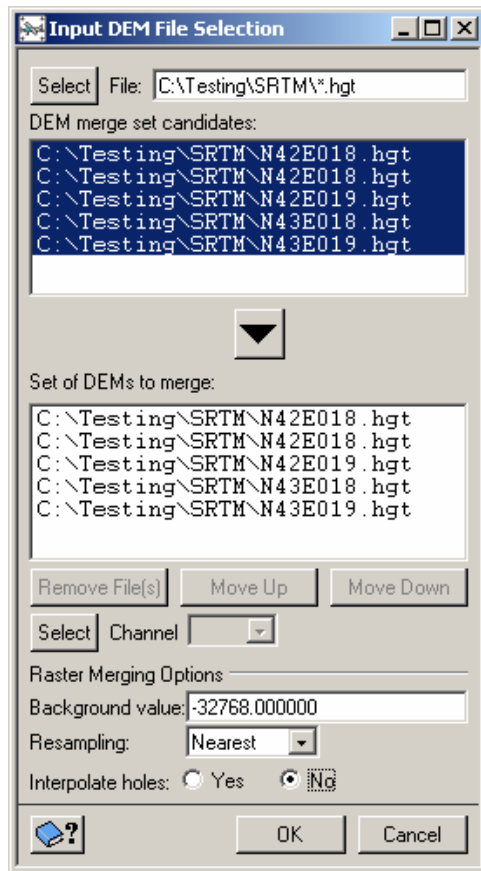 Input DEM File Selection
Select File: C:\Testing\SRTM\*.hgt
DEM merge set candidates:
C:\Testing\SRTM\N42E018.hgt
C:\Testing\SRTM\N42E018.hgt
C:\Testing\SRTM\N42E019.hgt
C:\Testing\SRTM\N43E018.hgt
C:\Testing\SRTM\N43E019.hgt
Set of DEMs to merge:
C:\Testing\SRTM\N42E018.hgt
C:\Testing\SRTM\N42E018.hgt
C:\Testing\SRTM\N42E019.hgt
C:\Testing\SRTM\N43E018.hgt
C:\Testing\SRTM\N43E019.hgt
Remove File(s) Move Up Move Down
Select Channel
Raster Merging Options
Background value: -32768.000000
Resampling: Nearest
Interpolate holes: Yes No
? OK Cancel